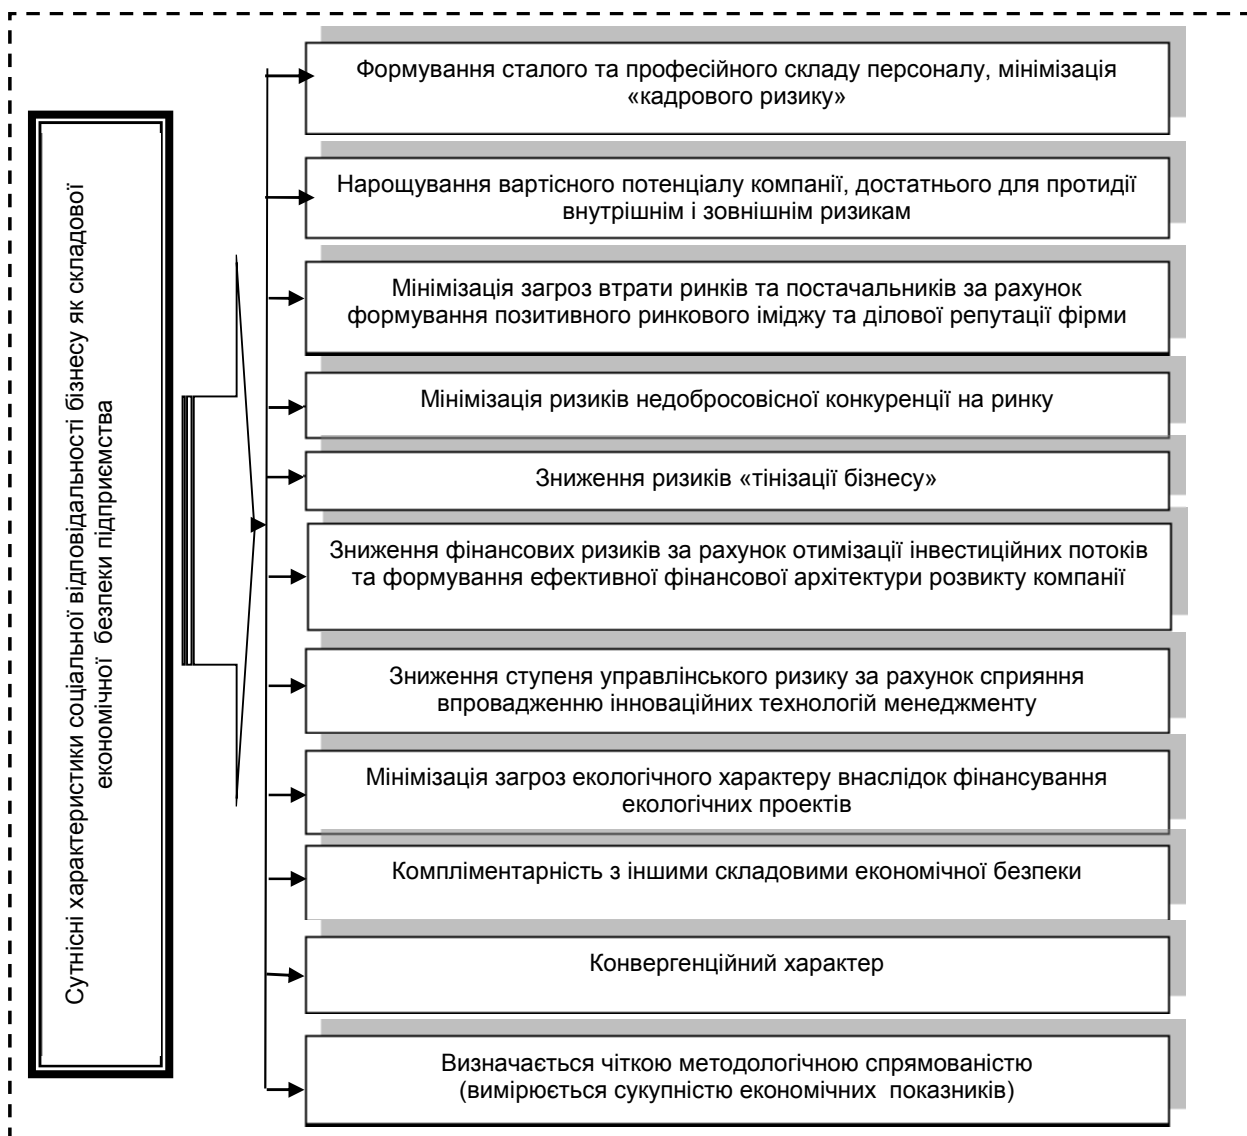 Сутнісні характеристики соціальної відповідальності бізнесу як складової
економічної безпеки підприємства
Формування сталого та професійного складу персоналу, мінімізація
«кадрового ризику»
Нарощування вартісного потенціалу компанії, достатнього для протидії
внутрішнім і зовнішнім ризикам
Мінімізація загроз втрати ринків та постачальників за рахунок
формування позитивного ринкового іміджу та ділової репутації фірми
Мінімізація ризиків недобросовісної конкуренції на ринку
Зниження ризиків «тінізації бізнесу»
Зниження фінансових ризиків за рахунок отимізації інвестиційних потоків
та формування ефективної фінансової архітектури розвикту компанії
Зниження ступеня управлінського ризику за рахунок сприяння
впровадженню інноваційних технологій менеджменту
Мінімізація загроз екологічного характеру внаслідок фінансування
екологічних проектів
Компліментарність з іншими складовими економічної безпеки
Конвергенційний характер
Визначається чіткою методологічною спрямованістю
(вимірюється сукупністю економічних показників)